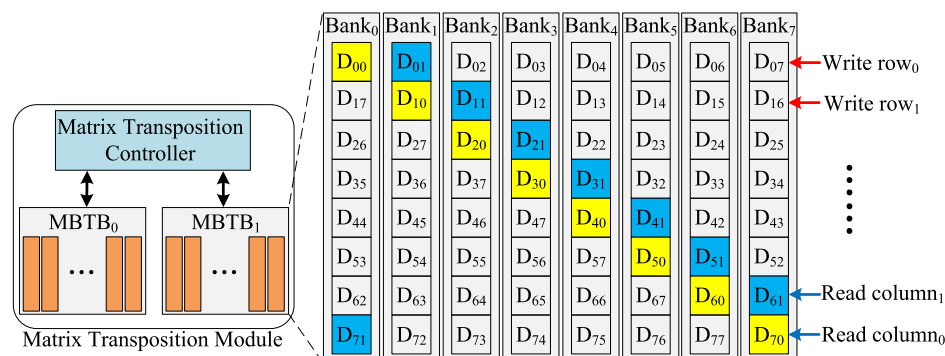 Bank₀ Bank₁ Bank₂ Bank₃ Bank₄ Bank₅ Bank₆ Bank₇
D₀₀ D₀₁ D₀₂ D₀₃ D₀₄ D₀₅ D₀₆ D₀₇ Write row₀
D₁₇ D₁₀ D₁₁ D₁₂ D₁₃ D₁₄ D₁₅ D₁₆ Write row₁
Matrix Transposition
Controller
D₂₆ D₂₇ D₂₀ D₂₁ D₂₂ D₂₃ D₂₄ D₂₅
D₃₅ D₃₆ D₃₇ D₃₀ D₃₁ D₃₂ D₃₃ D₃₄
MBTB₀ MBTB₁
D₄₄ D₄₅ D₄₆ D₄₇ D₄₀ D₄₁ D₄₂ D₄₃
D₅₃ D₅₄ D₅₅ D₅₆ D₅₇ D₅₀ D₅₁ D₅₂
D₆₂ D₆₃ D₆₄ D₆₅ D₆₆ D₆₇ D₆₀ D₆₁ Read column₁
D₇₁ D₇₂ D₇₃ D₇₄ D₇₅ D₇₆ D₇₇ D₇₀ Read column₀
Matrix Transposition Module